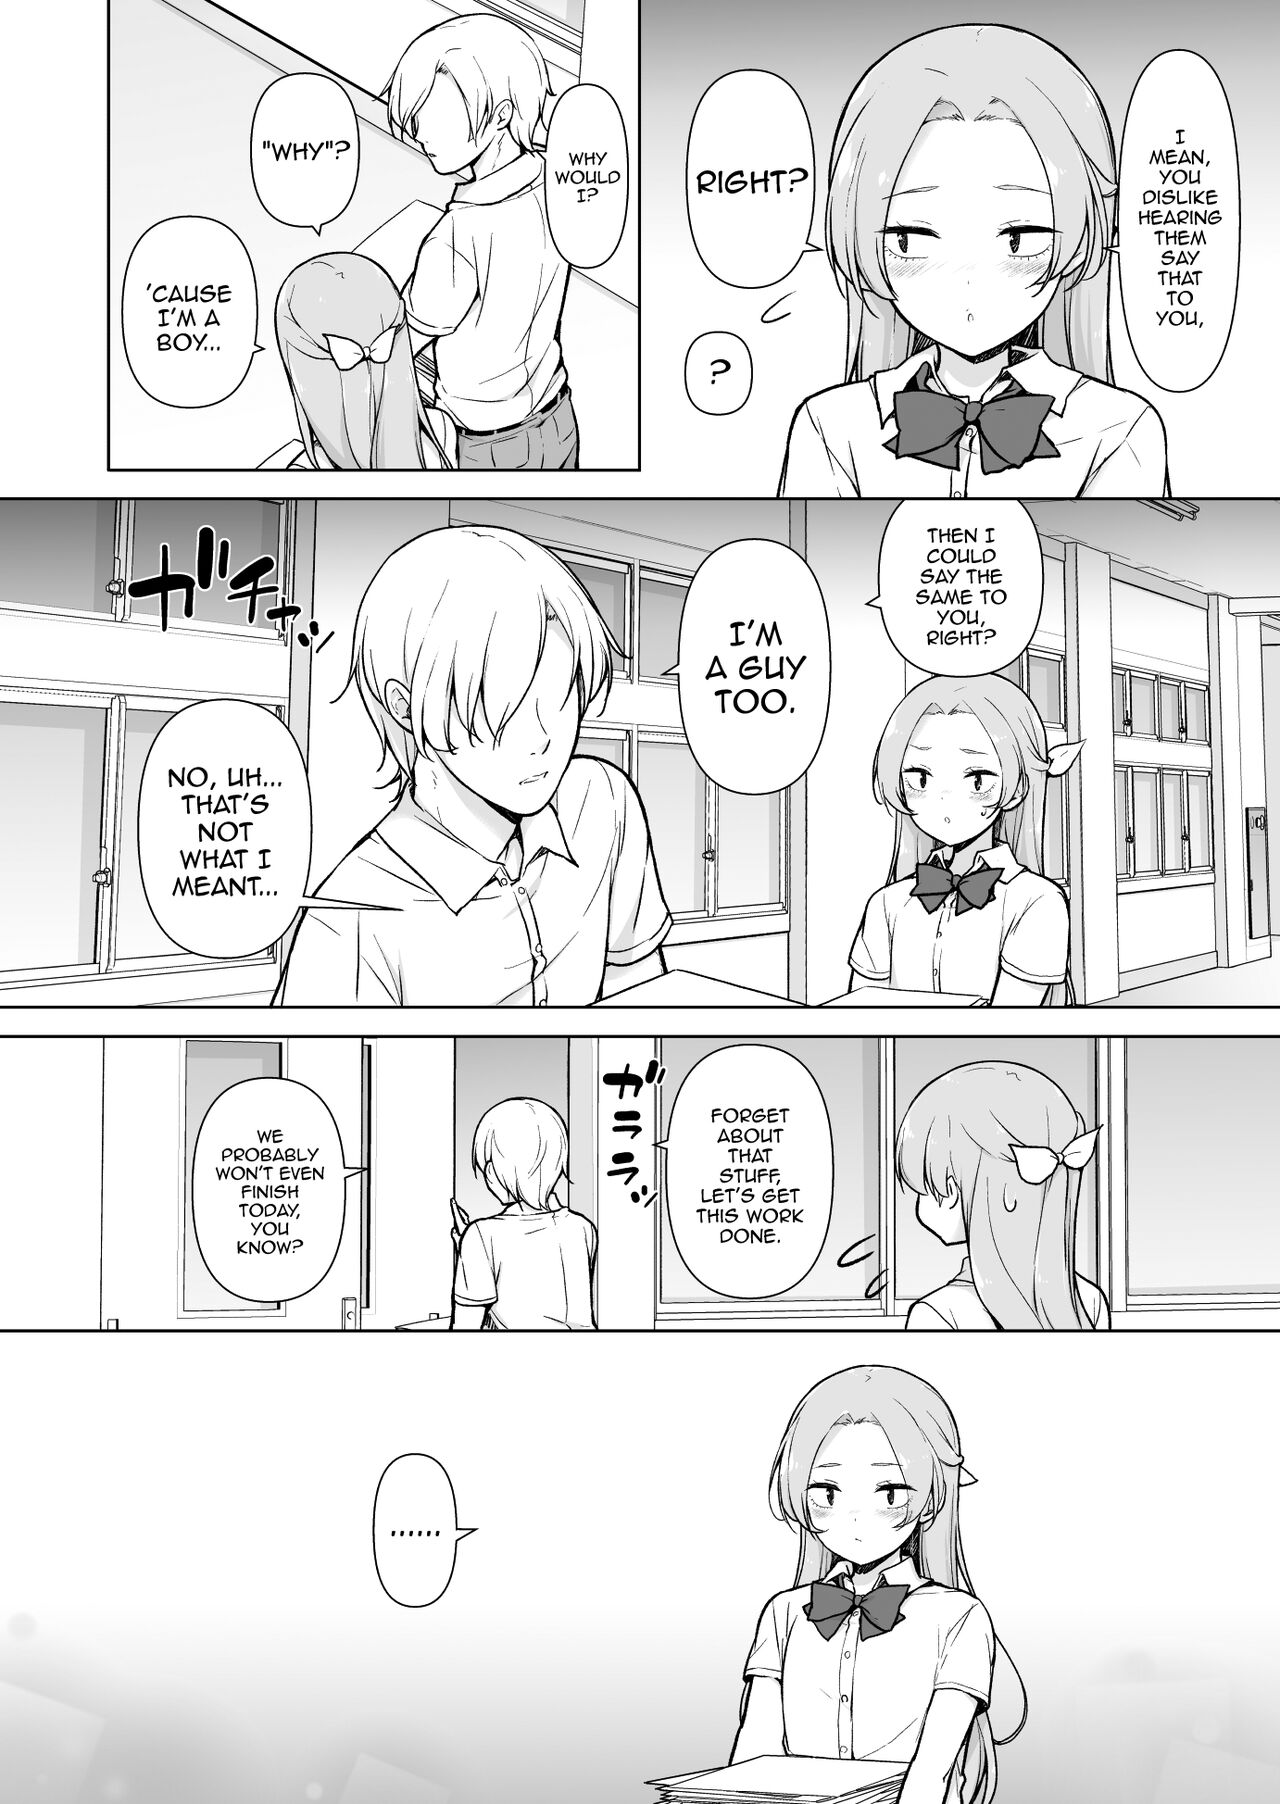 I
MEAN,
YOU
DISLIKE
HEARING
THEM
SAY
THAT
TO
YOU,
RIGHT?
?
WHY
WOULD
I?
"WHY"?
'CAUSE
I'M A
BOY...
THEN I
COULD
SAY THE
SAME TO
YOU,
RIGHT?
I'M
A GUY
TOO.
NO, UH...
THAT'S
NOT
WHAT I
MEANT...
ガチャッ
FORGET
ABOUT
THAT
STUFF,
LET'S GET
THIS WORK
DONE.
ガラララッ
WE
PROBABLY
WON'T EVEN
FINISH
TODAY,
YOU
KNOW?
......